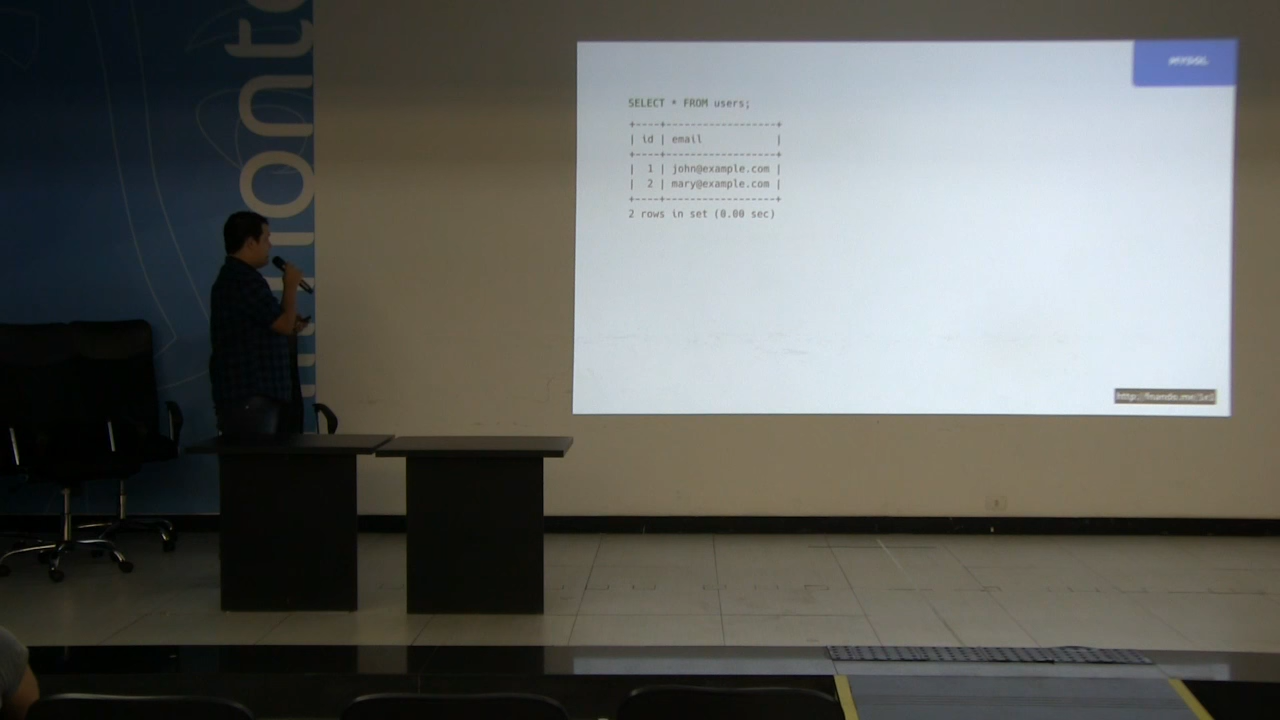 MYSQL
SELECT * FROM users;
+----+-------------------+
| id | email             |
+----+-------------------+
|  1 | john@example.com |
|  2 | mary@example.com |
+----+-------------------+
2 rows in set (0.00 sec)